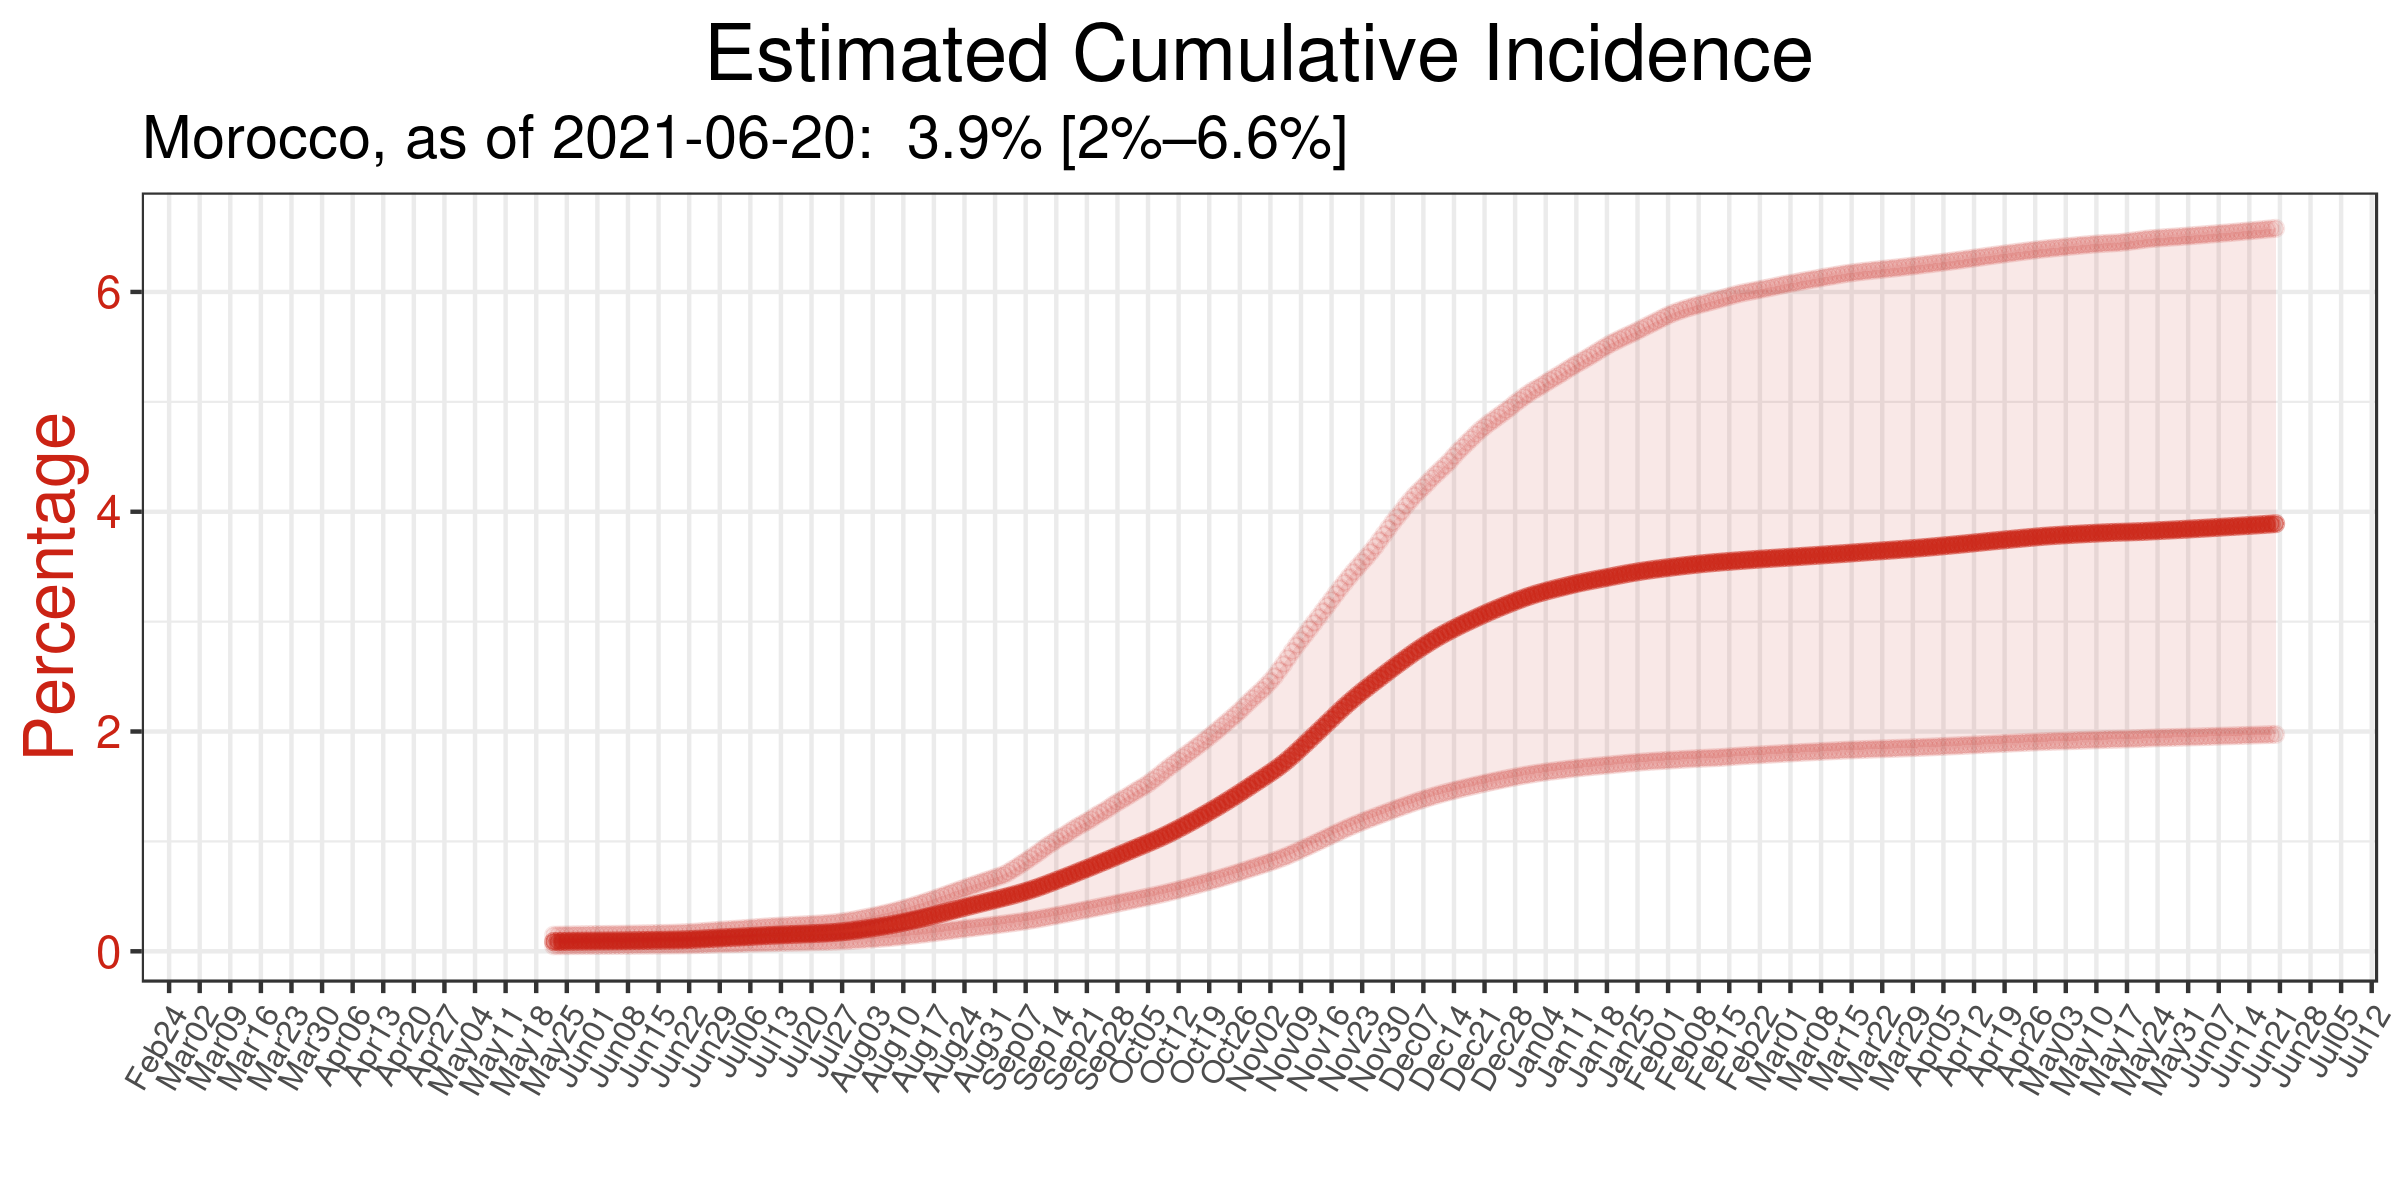 Estimated Cumulative Incidence
Morocco, as of 2021-06-20:  3.9% [2%–6.6%]
Percentage
6
4
2
0
Feb24
Mar02
Mar09
Mar16
Mar23
Mar30
Apr06
Apr13
Apr20
Apr27
May04
May11
May18
May25
Jun01
Jun08
Jun15
Jun22
Jun29
Jul06
Jul13
Jul20
Jul27
Aug03
Aug10
Aug17
Aug24
Aug31
Sep07
Sep14
Sep21
Sep28
Oct05
Oct12
Oct19
Oct26
Nov02
Nov09
Nov16
Nov23
Nov30
Dec07
Dec14
Dec21
Dec28
Jan04
Jan11
Jan18
Jan25
Feb01
Feb08
Feb15
Feb22
Mar01
Mar08
Mar15
Mar22
Mar29
Apr05
Apr12
Apr19
Apr26
May03
May10
May17
May24
May31
Jun07
Jun14
Jun21
Jun28
Jul05
Jul12